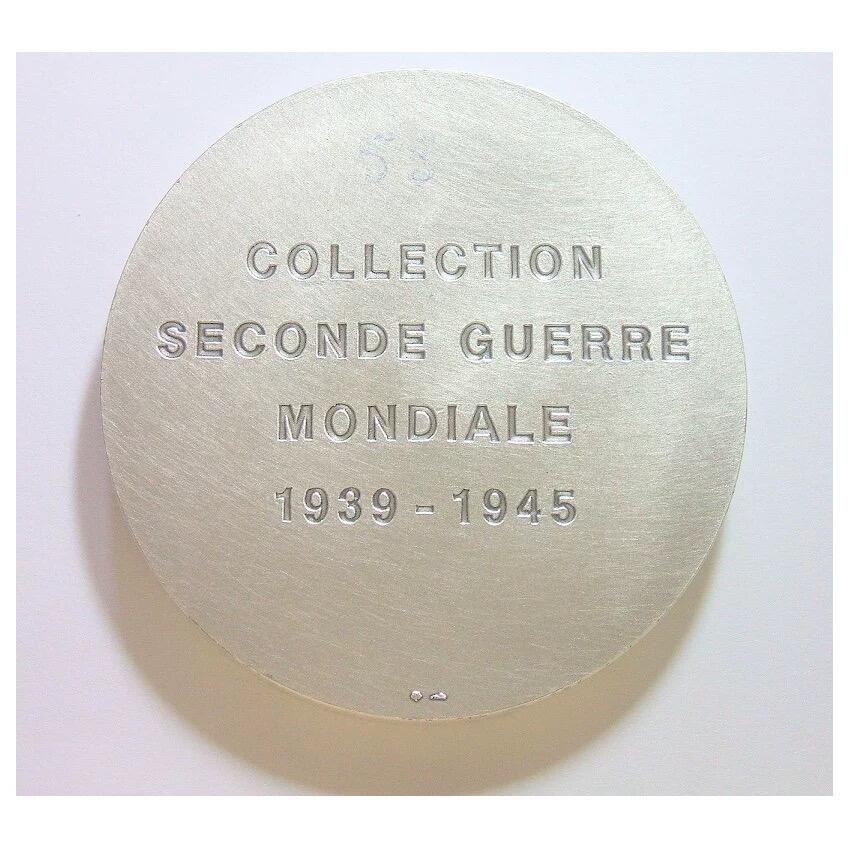 COLLECTION
SECONDE GUERRE
MONDIALE
1939 - 1945